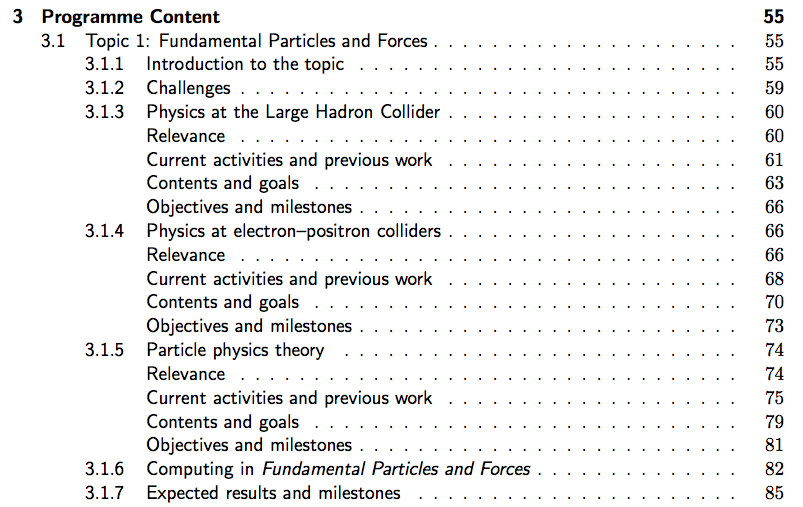 3 Programme Content 55
3.1 Topic 1: Fundamental Particles and Forces . . . . . . . . . . . . . . . . . . . . . 55
3.1.1 Introduction to the topic . . . . . . . . . . . . . . . . . . . . . . . . . . 55
3.1.2 Challenges . . . . . . . . . . . . . . . . . . . . . . . . . . . . . . . . . . 59
3.1.3 Physics at the Large Hadron Collider . . . . . . . . . . . . . . . . . . . . 60
Relevance . . . . . . . . . . . . . . . . . . . . . . . . . . . . . . . . . . 60
Current activities and previous work . . . . . . . . . . . . . . . . . . . . 61
Contents and goals . . . . . . . . . . . . . . . . . . . . . . . . . . . . . 63
Objectives and milestones . . . . . . . . . . . . . . . . . . . . . . . . . . 66
3.1.4 Physics at electron–positron colliders . . . . . . . . . . . . . . . . . . . . 66
Relevance . . . . . . . . . . . . . . . . . . . . . . . . . . . . . . . . . . 66
Current activities and previous work . . . . . . . . . . . . . . . . . . . . 68
Contents and goals . . . . . . . . . . . . . . . . . . . . . . . . . . . . . 70
Objectives and milestones . . . . . . . . . . . . . . . . . . . . . . . . . . 73
3.1.5 Particle physics theory . . . . . . . . . . . . . . . . . . . . . . . . . . . 74
Relevance . . . . . . . . . . . . . . . . . . . . . . . . . . . . . . . . . . 74
Current activities and previous work . . . . . . . . . . . . . . . . . . . . 75
Contents and goals . . . . . . . . . . . . . . . . . . . . . . . . . . . . . 79
Objectives and milestones . . . . . . . . . . . . . . . . . . . . . . . . . . 81
3.1.6 Computing in Fundamental Particles and Forces . . . . . . . . . . . . . . 82
3.1.7 Expected results and milestones . . . . . . . . . . . . . . . . . . . . . . 85